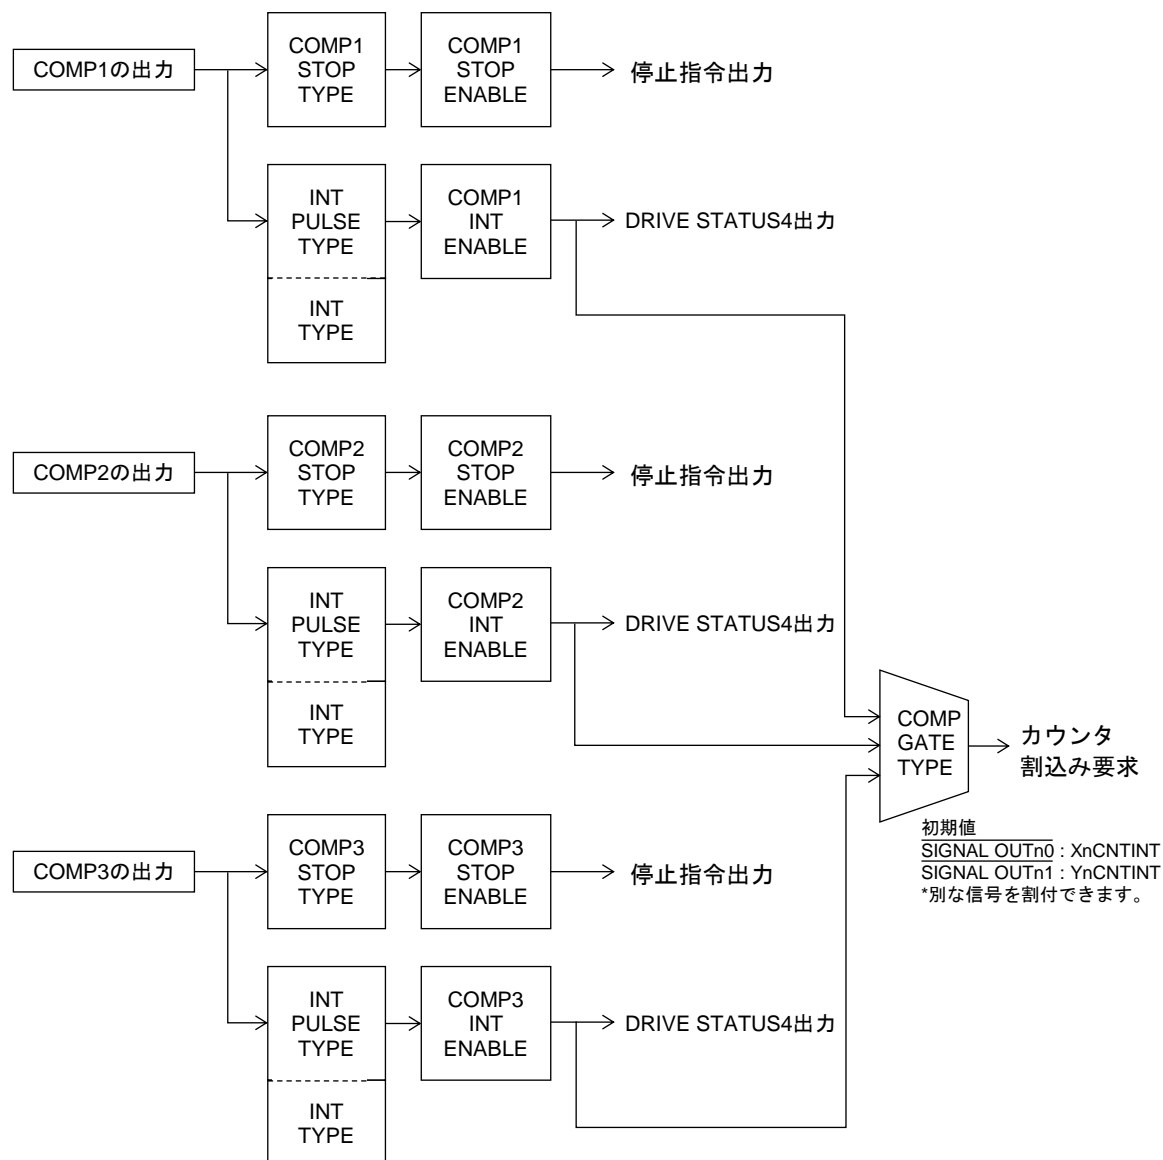 COMP1の出力
COMP1
STOP
TYPE
COMP1
STOP
ENABLE
停止指令出力
INT
PULSE
TYPE
INT
TYPE
COMP1
INT
ENABLE
DRIVE STATUS4出力
COMP2の出力
COMP2
STOP
TYPE
COMP2
STOP
ENABLE
停止指令出力
INT
PULSE
TYPE
INT
TYPE
COMP2
INT
ENABLE
DRIVE STATUS4出力
COMP
GATE
TYPE
カウンタ
割込み要求
初期値
SIGNAL OUTn0 : XnCNTINT
SIGNAL OUTn1 : YnCNTINT
*別な信号を割付できます。
COMP3の出力
COMP3
STOP
TYPE
COMP3
STOP
ENABLE
停止指令出力
INT
PULSE
TYPE
INT
TYPE
COMP3
INT
ENABLE
DRIVE STATUS4出力